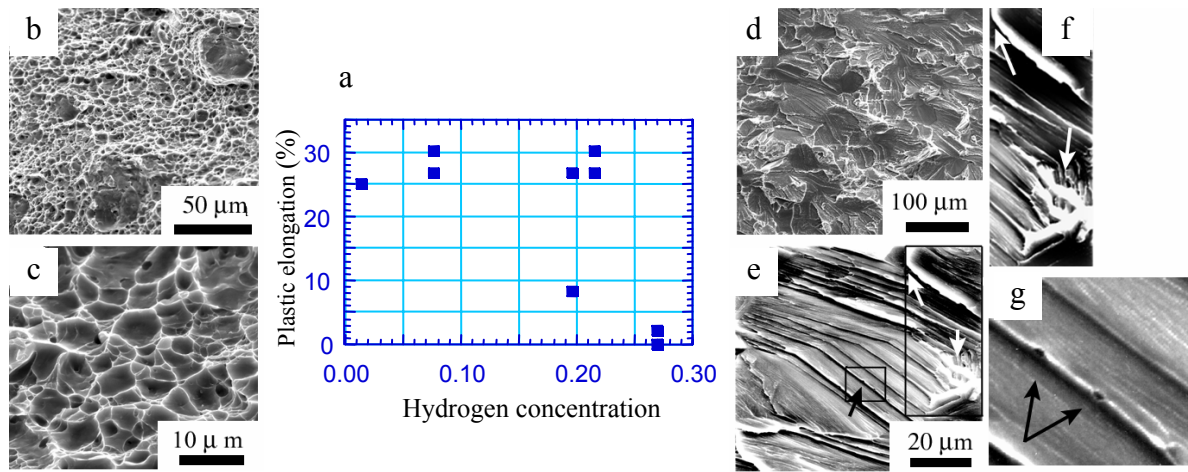 b
50 μm
c
10 μ m
a
Plastic elongation (%)
30
20
10
0
0.00 0.10 0.20 0.30
Hydrogen concentration
d
100 μm
e
20 μm
f
g